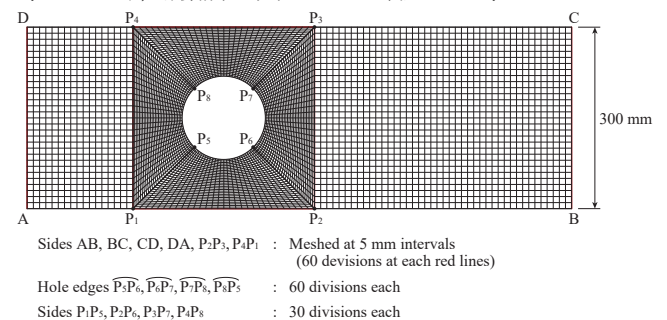 D P4 P3 C
P8 P7
300 mm
P5 P6
A P1 P2 B
Sides AB, BC, CD, DA, P2P3, P4P1 : Meshed at 5 mm intervals
(60 devisions at each red lines)
Hole edges P5P6, P6P7, P7P8, P8P5 : 60 divisions each
Sides P1P5, P2P6, P3P7, P4P8 : 30 divisions each